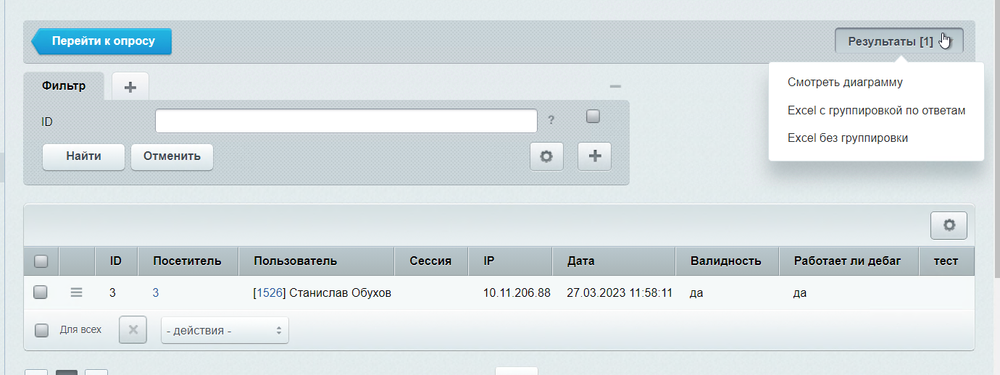 Перейти к опросу
Результаты [1]
Смотреть диаграмму
Excel с группировкой по ответам
Excel без группировки
Фильтр
ID
?
Найти Отменить
ID Посетитель Пользователь Сессия IP Дата Валидность Работает ли дебаг тест
3 3 [1526] Станислав Обухов 10.11.206.88 27.03.2023 11:58:11 да да
Для всех - действия -